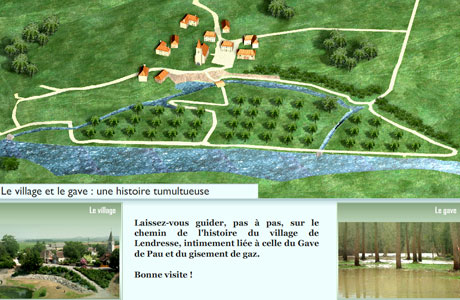 Le village et le gave : une histoire tumultueuse
Le village
Laissez-vous guider, pas à pas, sur le
chemin de l'histoire du village de
Lendresse, intimement liée à celle du Gave
de Pau et du gisement de gaz.
Bonne visite !
Le gave